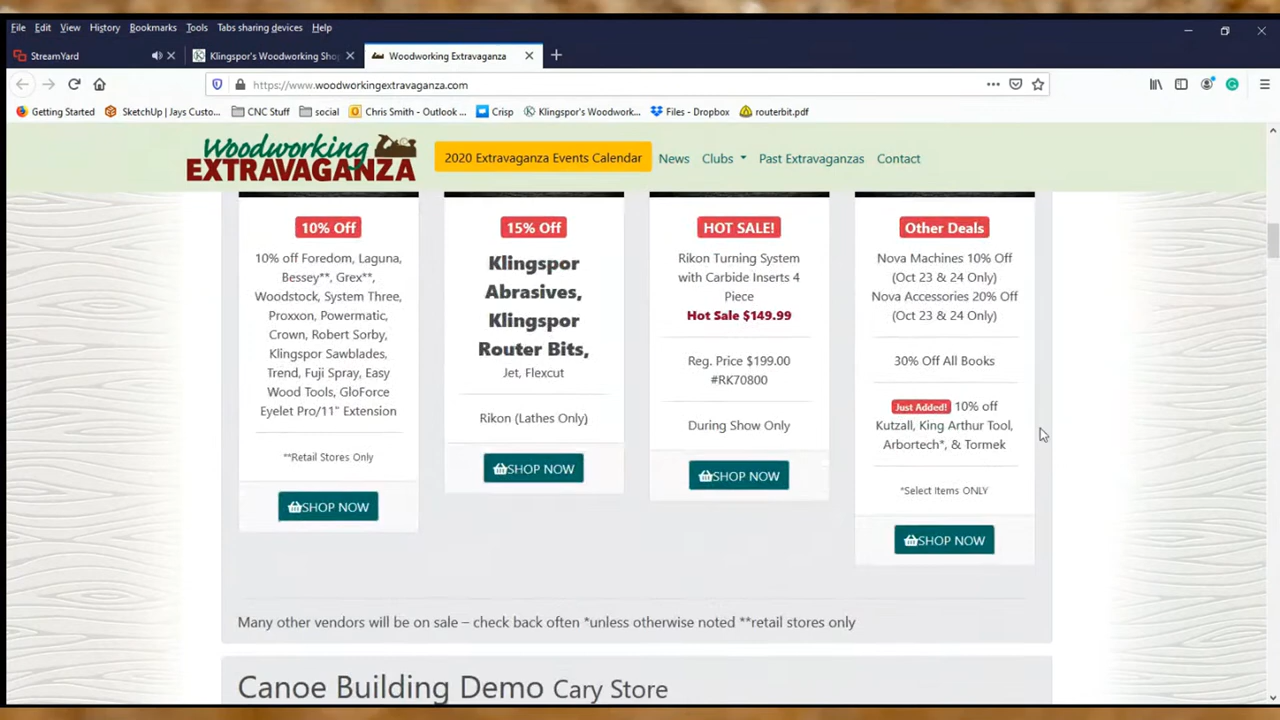 File Edit View History Bookmarks Tools Tabs sharing devices Help
StreamYard
Klingspor's Woodworking Shop
Woodworking Extravaganza
https://www.woodworkingextravaganza.com
Getting Started
SketchUp | Jays Custo...
CNC Stuff
social
Chris Smith - Outlook ...
Crisp
Klingspor's Woodwork...
Files - Dropbox
routerbit.pdf
Woodworking
EXTRAVAGANZA
2020 Extravaganza Events Calendar
News
Clubs
Past Extravaganzas
Contact
10% Off
10% off Foredom, Laguna,
Bessey**, Grex**,
Woodstock, System Three,
Proxxon, Powermatic,
Crown, Robert Sorby,
Klingspor Sawblades,
Trend, Fuji Spray, Easy
Wood Tools, GloForce
Eyelet Pro/11" Extension
**Retail Stores Only
SHOP NOW
15% Off
Klingspor
Abrasives,
Klingspor
Router Bits,
Jet, Flexcut
Rikon (Lathes Only)
SHOP NOW
HOT SALE!
Rikon Turning System
with Carbide Inserts 4
Piece
Hot Sale $149.99
Reg. Price $199.00
#RK70800
During Show Only
SHOP NOW
Other Deals
Nova Machines 10% Off
(Oct 23 & 24 Only)
Nova Accessories 20% Off
(Oct 23 & 24 Only)
30% Off All Books
Just Added! 10% off
Kutzall, King Arthur Tool,
Arbortech*, & Tormek
*Select Items ONLY
SHOP NOW
Many other vendors will be on sale – check back often *unless otherwise noted **retail stores only
Canoe Building Demo Cary Store